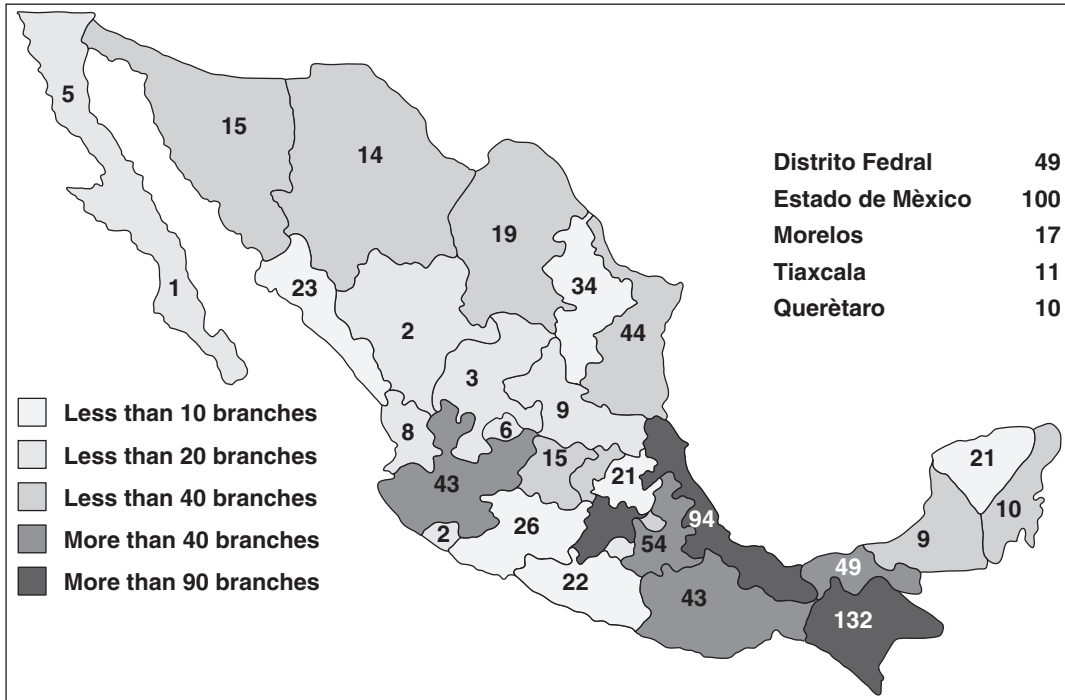 5
15
14
Distrito Fedral 49
Estado de Mèxico 100
19
Morelos 17
Tiaxcala 11
1
23
34
Querètaro 10
2
44
3
Less than 10 branches
9
8
6
Less than 20 branches
15
21
21
43
Less than 40 branches
10
94
26
2
9
More than 40 branches
54
49
22
More than 90 branches
43
132